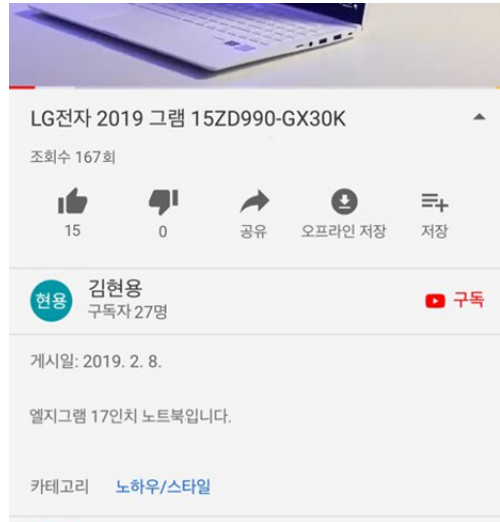 LG전자 2019 그램 15ZD990-GX30K
조회수 167회
15
0
공유
오프라인 저장
저장
현용
김현용
구독자 27명
구독
게시일: 2019. 2. 8.
엘지그램 17인치 노트북입니다.
카테고리 노하우/스타일